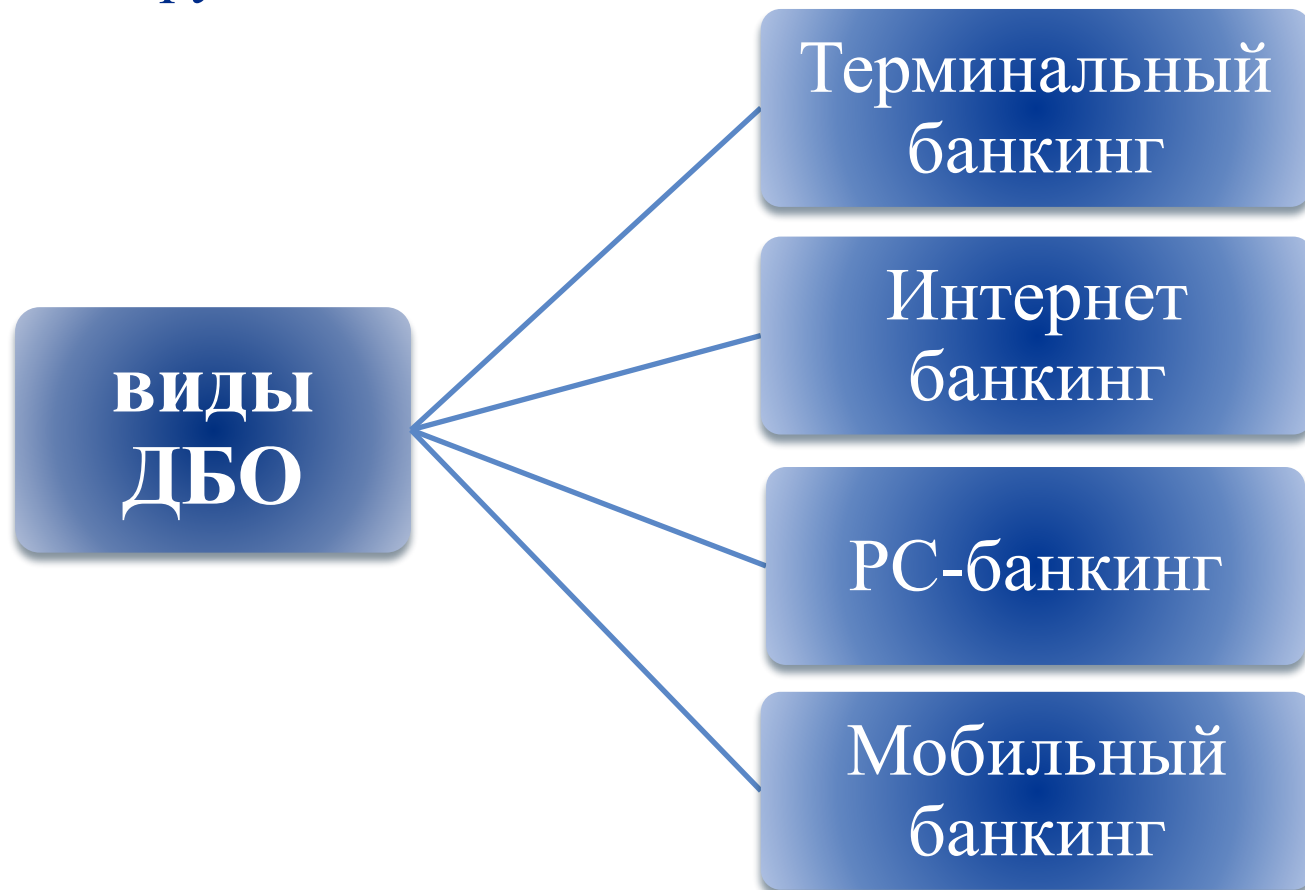 виды
ДБО
Терминальный
банкинг
Интернет
банкинг
PC-банкинг
Мобильный
банкинг